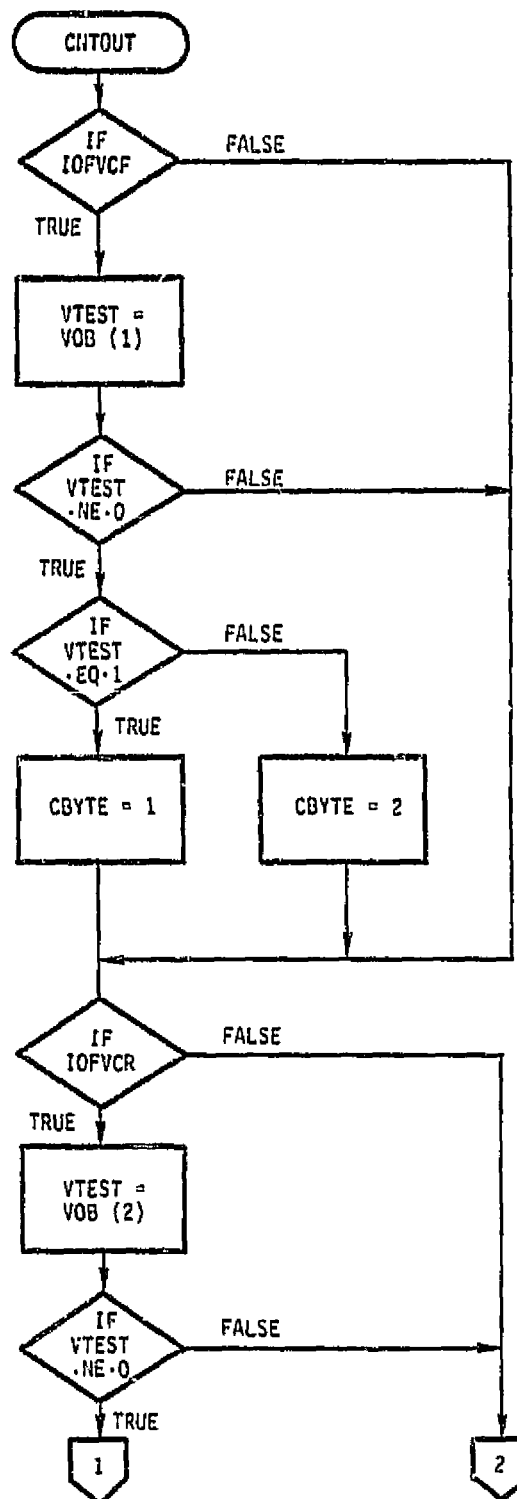 CNTOUT
IF
IOFVCF
FALSE
TRUE
VTEST =
VOB (1)
IF
VTEST
.NE.0
FALSE
TRUE
IF
VTEST
.EQ.1
FALSE
TRUE
CBYTE = 1
CBYTE = 2
IF
IOFVCR
FALSE
TRUE
VTEST =
VOB (2)
IF
VTEST
.NE.0
FALSE
TRUE
1
2